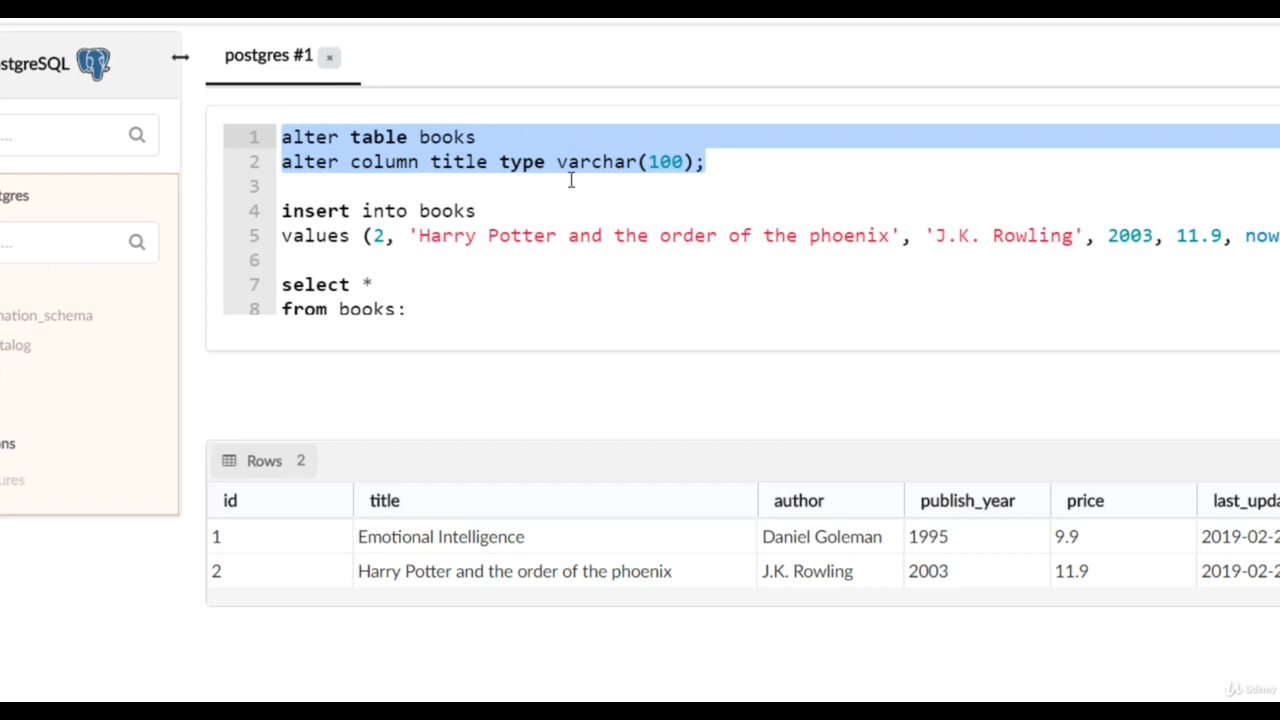 stgreSQL
postgres #1 ×
...
tgres
...
nation_schema
talog
ons
ures
1 alter table books
2 alter column title type varchar(100);
3
4 insert into books
5 values (2, 'Harry Potter and the order of the phoenix', 'J.K. Rowling', 2003, 11.9, now
6
7 select *
8 from books:
Rows 2
id title author publish_year price last_upda
1 Emotional Intelligence Daniel Goleman 1995 9.9 2019-02-2
2 Harry Potter and the order of the phoenix J.K. Rowling 2003 11.9 2019-02-2
Udemy